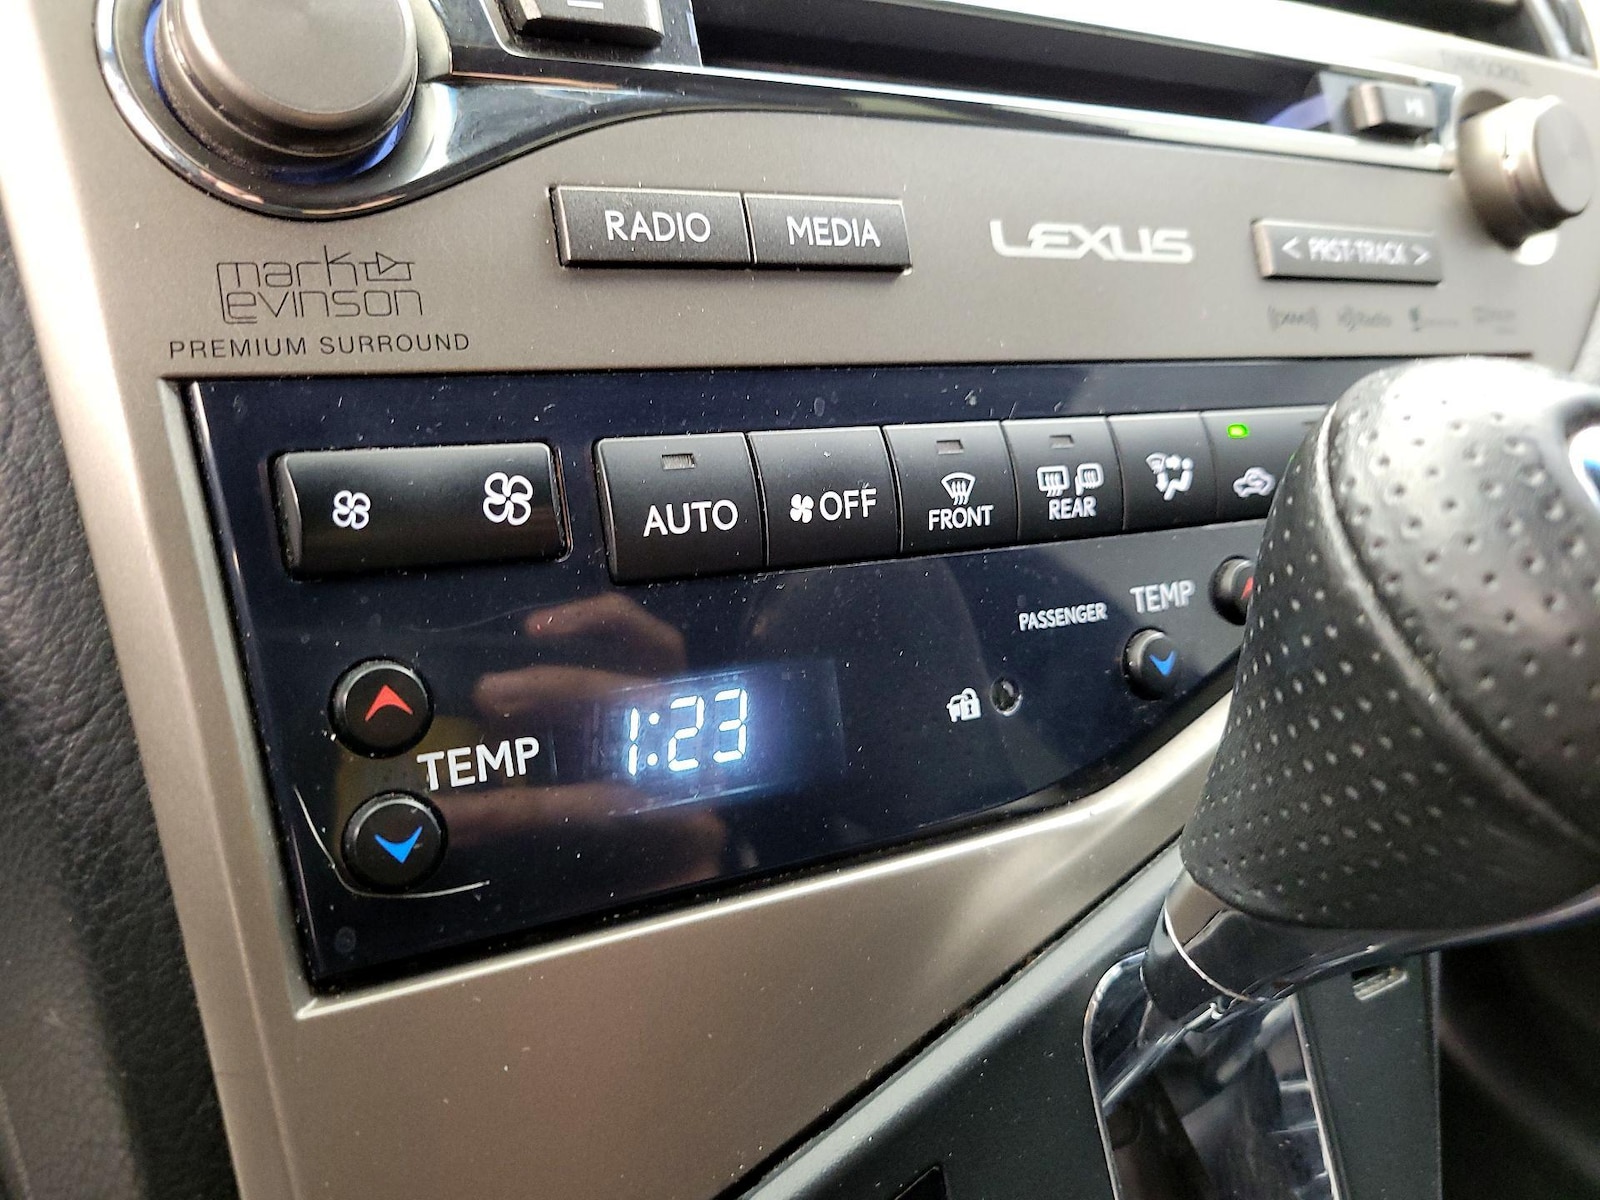 RADIO
MEDIA
LEXUS
< PRST-TRACK >
mark
Levinson
PREMIUM SURROUND
AUTO
OFF
FRONT
REAR
PASSENGER
TEMP
TEMP
1:23